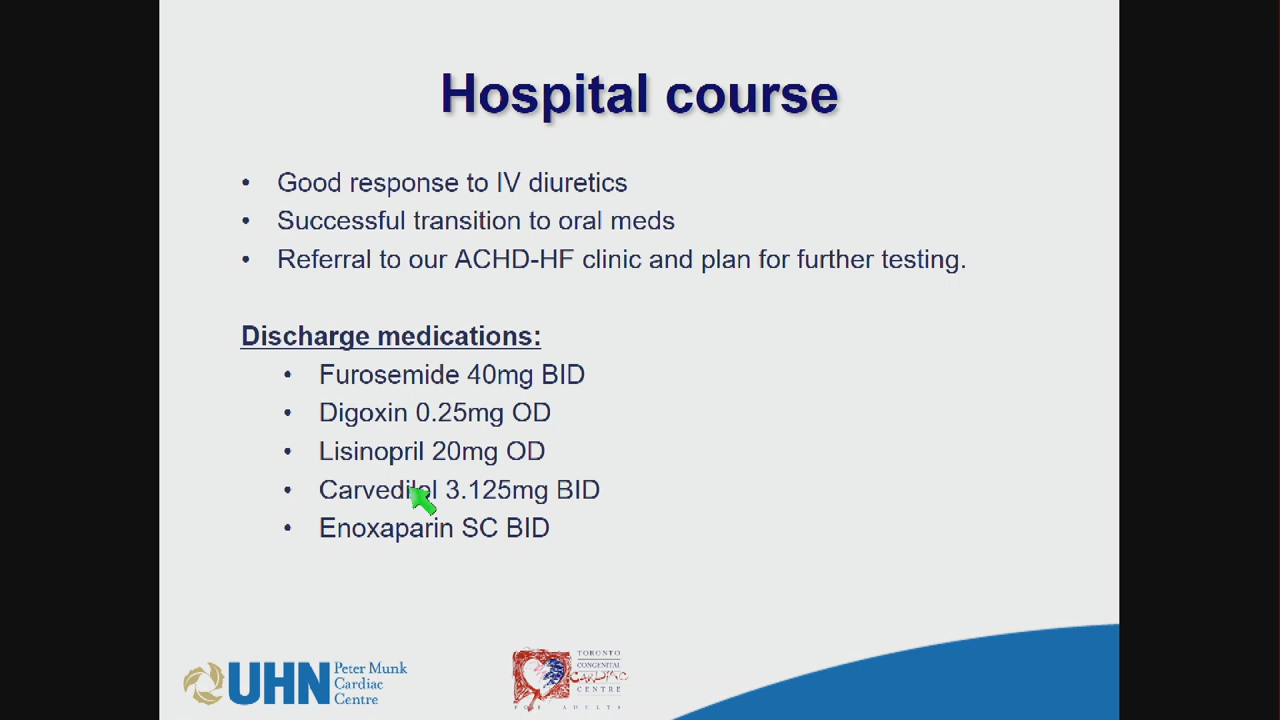 Hospital course
• Good response to IV diuretics
• Successful transition to oral meds
• Referral to our ACHD-HF clinic and plan for further testing.
Discharge medications:
• Furosemide 40mg BID
• Digoxin 0.25mg OD
• Lisinopril 20mg OD
• Carvedilol 3.125mg BID
• Enoxaparin SC BID
UHN
Peter Munk
Cardiac
Centre
TORONTO
CONGENITAL
CARDIAC
CENTRE
FOR ADULTS